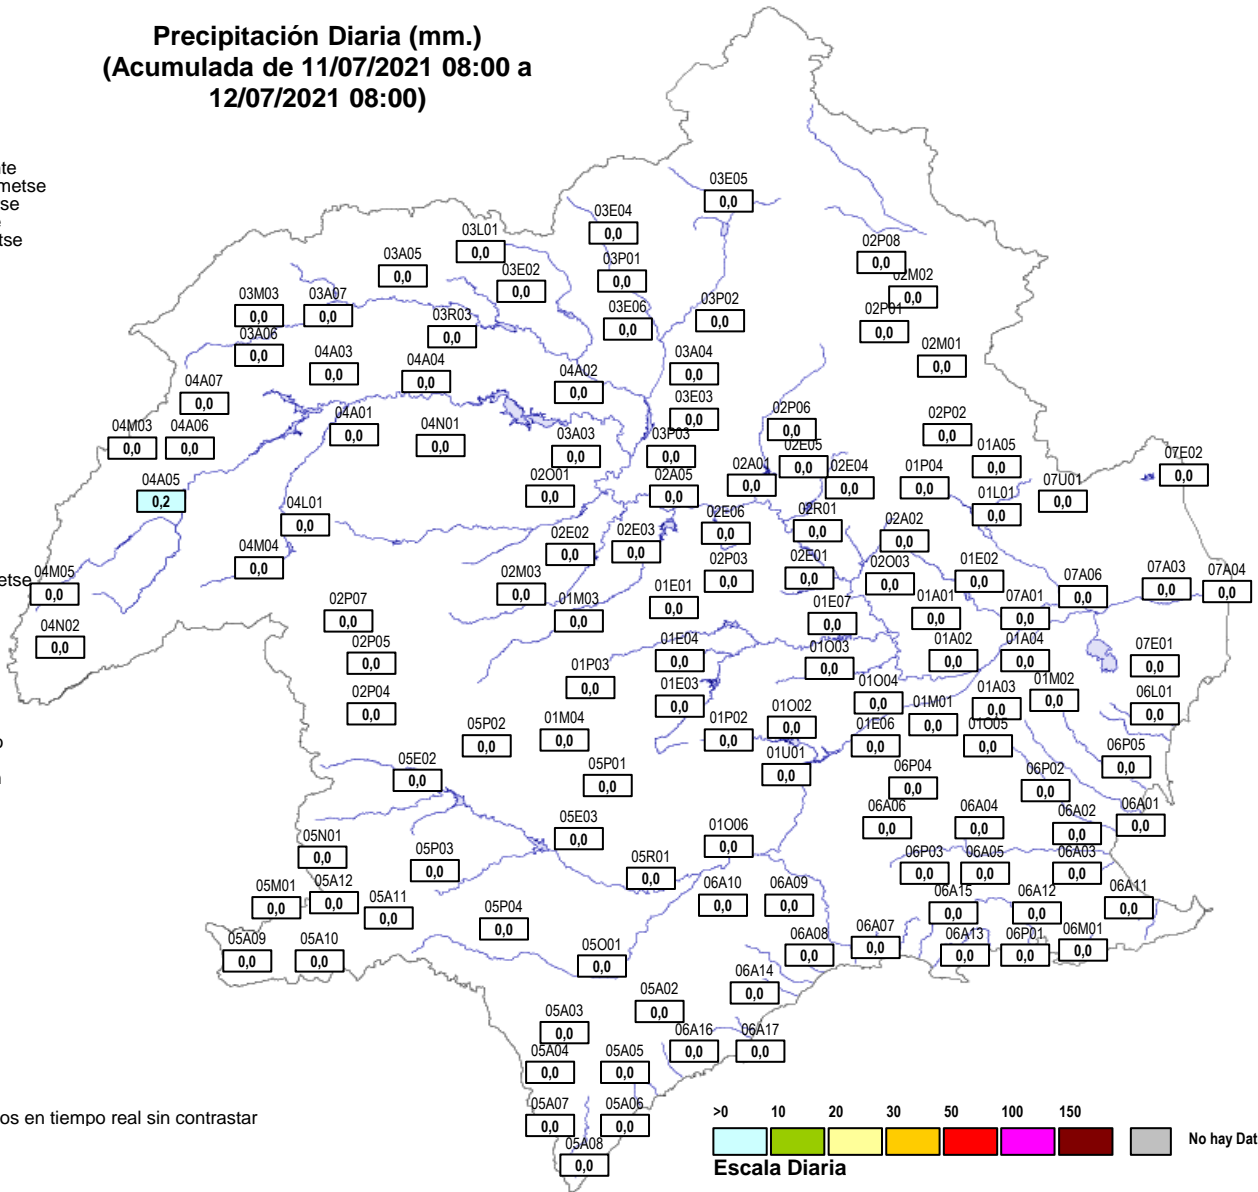 Precipitación Diaria (mm.)
(Acumulada de 11/07/2021 08:00 a
12/07/2021 08:00)
03E05
0,0
03E04
0,0
03L01
0,0
03P01
0,0
03A05
0,0
03E02
0,0
02P08
0,0
02M02
0,0
03M03
0,0
03A07
0,0
03P02
0,0
03E06
0,0
02P01
0,0
03R03
0,0
03A06
0,0
04A03
0,0
04A04
0,0
03A04
0,0
02M01
0,0
04A02
0,0
04A07
0,0
03E03
0,0
04A01
0,0
02P06
0,0
02P02
0,0
04M03
0,0
04A06
0,0
04N01
0,0
03A03
0,0
03P03
0,0
02E05
0,0
01A05
0,0
07E02
0,0
04A05
0,2
02O01
0,0
02A05
0,0
02A01
0,0
02E04
0,0
01P04
0,0
07U01
0,0
01L01
0,0
04L01
0,0
02E06
0,0
02R01
0,0
02A02
0,0
02E02
0,0
02E03
0,0
04M04
0,0
metse
04M05
0,0
02M03
0,0
02P03
0,0
02E01
0,0
02O03
0,0
01E02
0,0
07A06
0,0
07A03
0,0
07A04
0,0
02P07
0,0
01M03
0,0
01E01
0,0
01E07
0,0
01A01
0,0
07A01
0,0
04N02
0,0
02P05
0,0
01E04
0,0
01O03
0,0
01A02
0,0
01A04
0,0
07E01
0,0
01P03
0,0
01E03
0,0
01O04
0,0
01A03
0,0
01M02
0,0
06L01
0,0
02P04
0,0
05P02
0,0
01M04
0,0
01P02
0,0
01O02
0,0
01M01
0,0
01E06
0,0
01O05
0,0
05E02
0,0
05P01
0,0
01U01
0,0
06P04
0,0
06P02
0,0
06P05
0,0
05E03
0,0
01O06
0,0
06A06
0,0
06A04
0,0
06A02
0,0
06A01
0,0
05N01
0,0
05P03
0,0
05R01
0,0
06P03
0,0
06A05
0,0
06A03
0,0
05M01
0,0
05A12
0,0
05A11
0,0
06A10
0,0
06A09
0,0
06A15
0,0
06A12
0,0
06A11
0,0
05P04
0,0
05A09
0,0
05A10
0,0
05O01
0,0
06A08
0,0
06A07
0,0
06A13
0,0
06P01
0,0
06M01
0,0
06A14
0,0
05A02
0,0
05A03
0,0
06A16
0,0
06A17
0,0
05A04
0,0
05A05
0,0
05A07
0,0
05A06
0,0
05A08
0,0
os en tiempo real sin contrastar
>0 10 20 30 50 100 150
No hay Dat
Escala Diaria